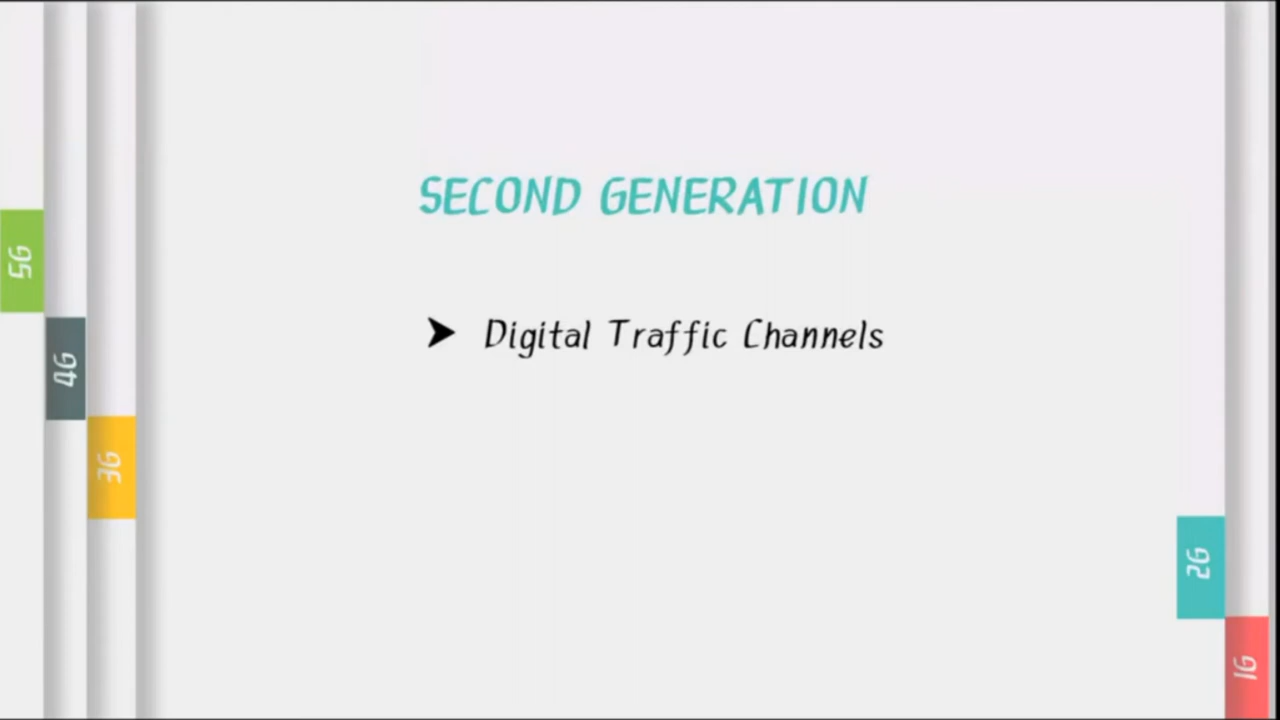 SECOND GENERATION
➤ Digital Traffic Channels
5G
4G
3G
2G
1G